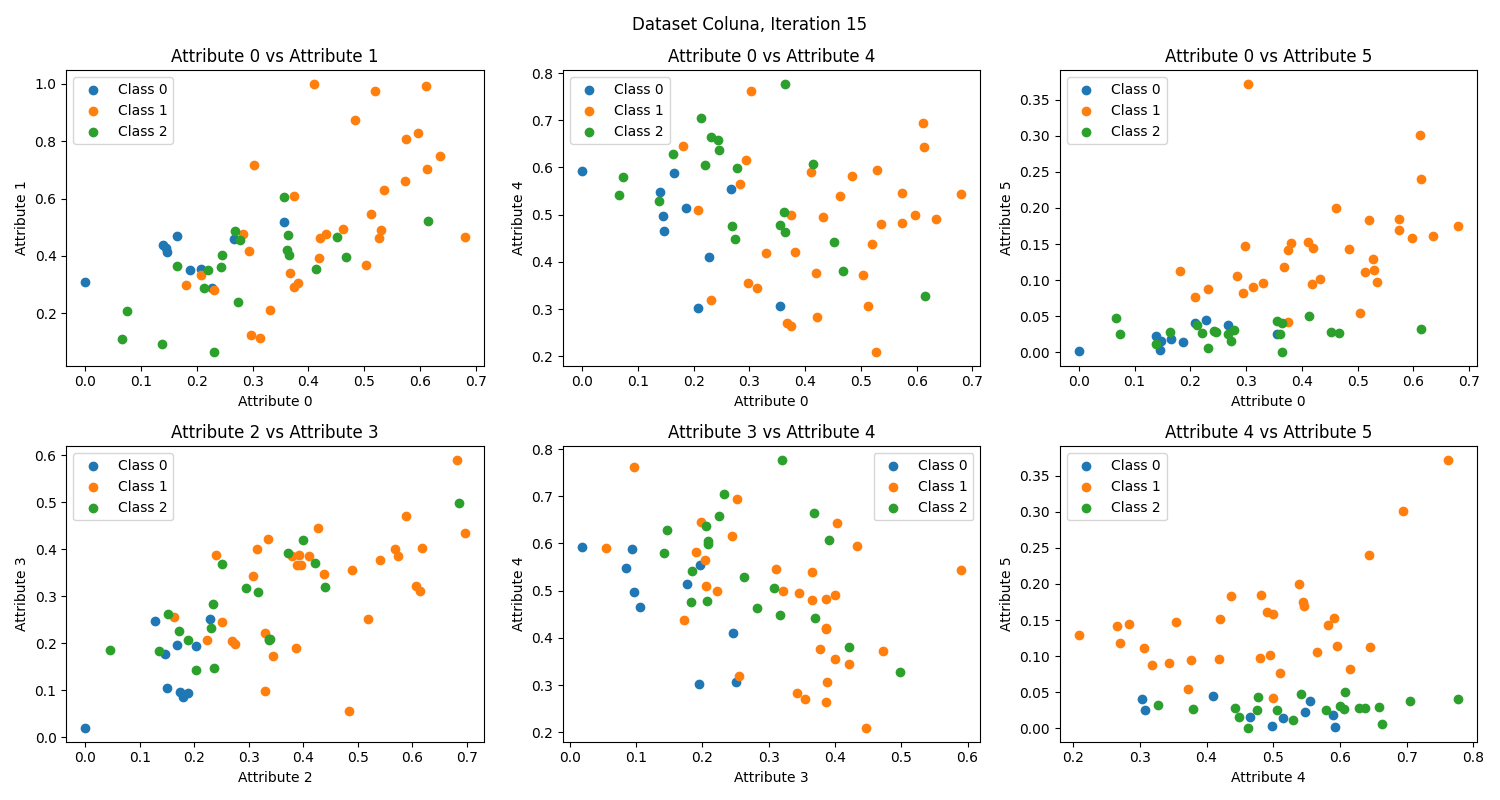 Dataset Coluna, Iteration 15
Attribute 0 vs Attribute 1
Attribute 1
1.0
0.8
0.6
0.4
0.2
Class 0
Class 1
Class 2
0.0 0.1 0.2 0.3 0.4 0.5 0.6 0.7
Attribute 0
Attribute 0 vs Attribute 4
Attribute 4
0.8
0.7
0.6
0.5
0.4
0.3
0.2
Class 0
Class 1
Class 2
0.0 0.1 0.2 0.3 0.4 0.5 0.6 0.7
Attribute 0
Attribute 0 vs Attribute 5
Attribute 5
0.35
0.30
0.25
0.20
0.15
0.10
0.05
0.00
Class 0
Class 1
Class 2
0.0 0.1 0.2 0.3 0.4 0.5 0.6 0.7
Attribute 0
Attribute 2 vs Attribute 3
Attribute 3
0.6
0.5
0.4
0.3
0.2
0.1
0.0
Class 0
Class 1
Class 2
0.0 0.1 0.2 0.3 0.4 0.5 0.6 0.7
Attribute 2
Attribute 3 vs Attribute 4
Attribute 4
0.8
0.7
0.6
0.5
0.4
0.3
0.2
Class 0
Class 1
Class 2
0.0 0.1 0.2 0.3 0.4 0.5 0.6
Attribute 3
Attribute 4 vs Attribute 5
Attribute 5
0.35
0.30
0.25
0.20
0.15
0.10
0.05
0.00
Class 0
Class 1
Class 2
0.2 0.3 0.4 0.5 0.6 0.7 0.8
Attribute 4